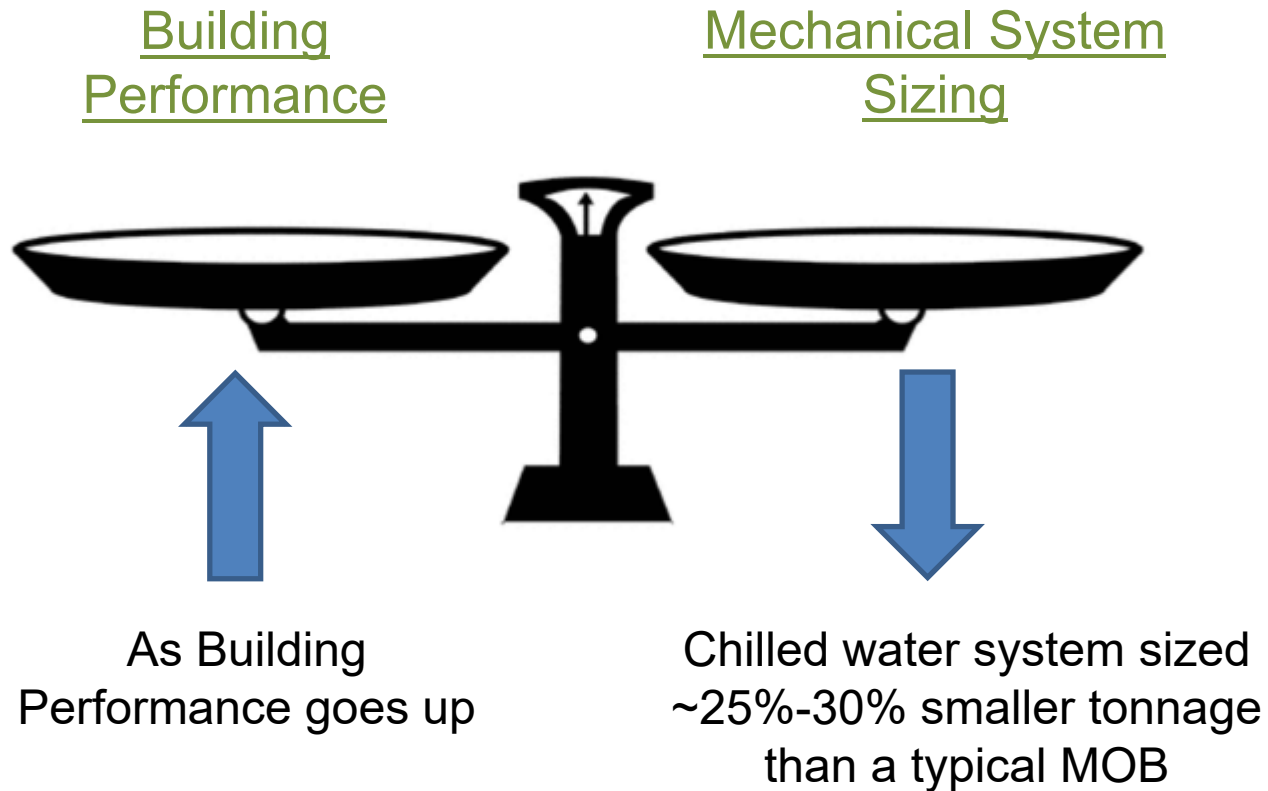 Building
Performance
Mechanical System
Sizing
As Building
Performance goes up
Chilled water system sized
~25%-30% smaller tonnage
than a typical MOB